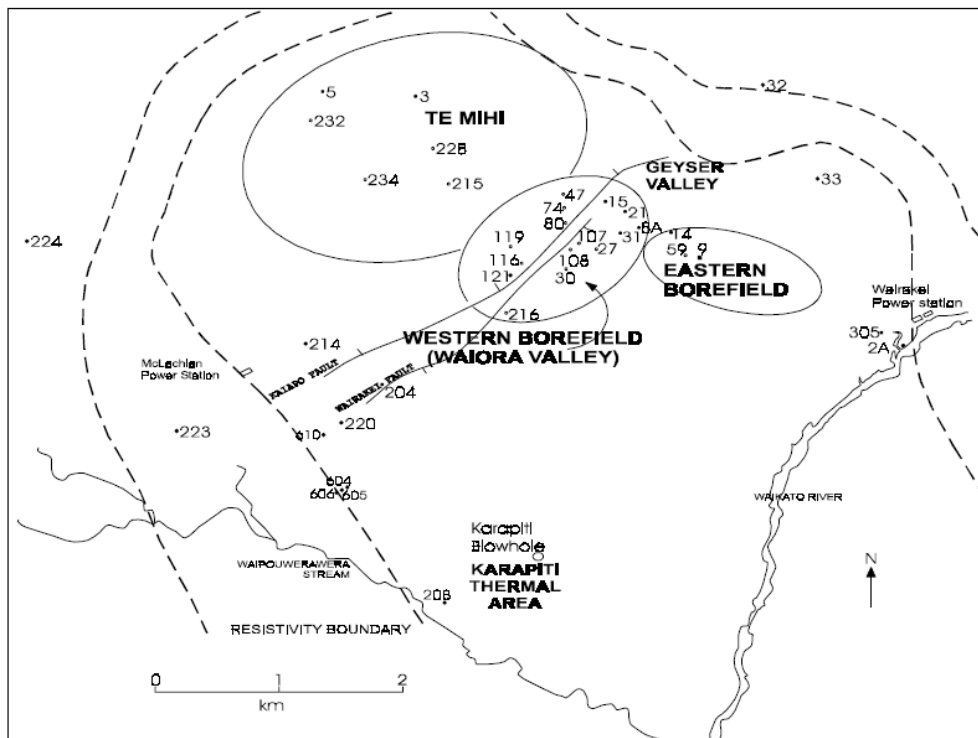 32
5
3
232
TE MIHI
228
234
215
GEYSER
VALLEY
33
47
15
74
21
80
8A
14
224
119
107
31
59
9
116
27
108
EASTERN
BOREFIELD
121
30
Wairakei
Power station
216
305
2A
WESTERN BOREFIELD
(WAIORA VALLEY)
214
McLachlan
Power Station
KAIAPO FAULT
WAIRAKEI FAULT
204
220
610
223
604
606
605
WAIKATO RIVER
Karapiti
Blowhole
KARAPITI
THERMAL
AREA
WAIPOUWERAWERA
STREAM
N
208
RESISTIVITY BOUNDARY
0
1
2
km